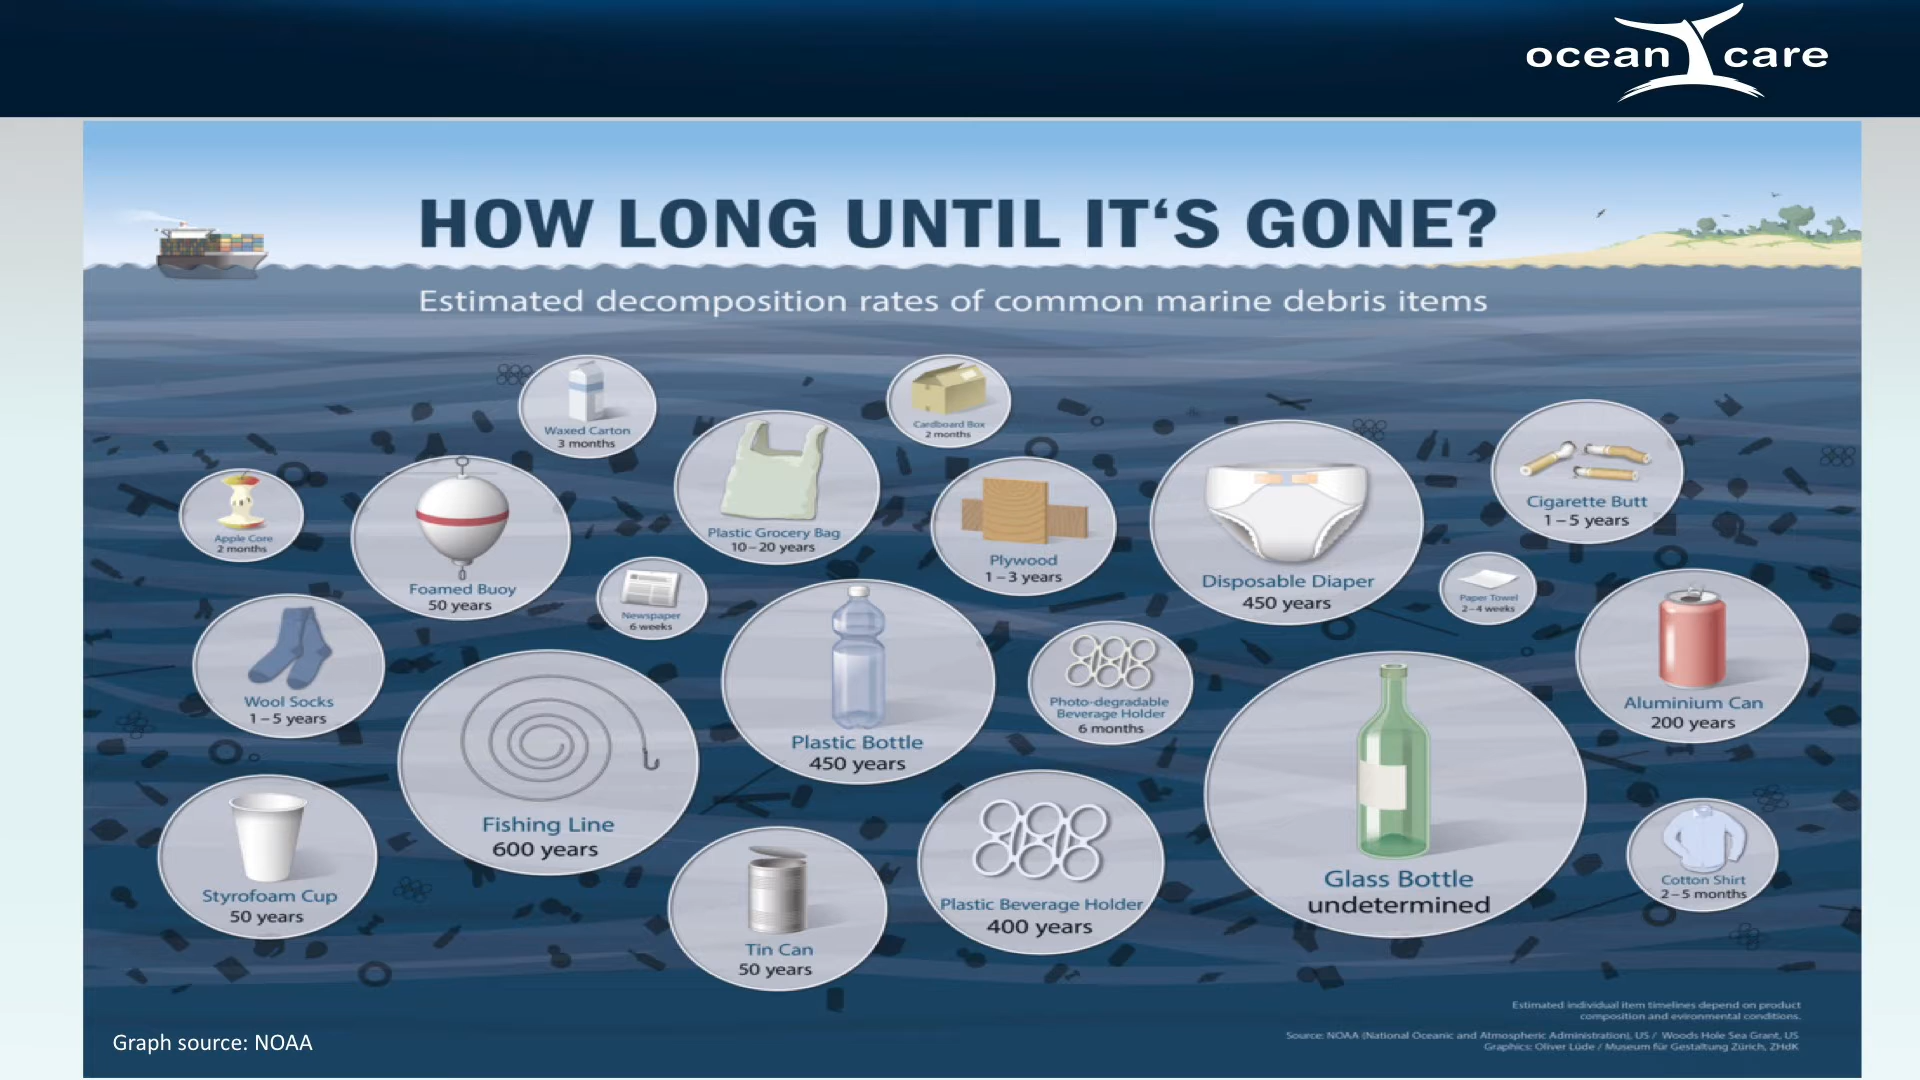 ocean care
HOW LONG UNTIL IT‘S GONE?
Estimated decomposition rates of common marine debris items
Waxed Carton
3 months
Cardboard Box
2 months
Apple Core
2 months
Foamed Buoy
50 years
Plastic Grocery Bag
10–20 years
Plywood
1–3 years
Disposable Diaper
450 years
Cigarette Butt
1–5 years
Newspaper
6 weeks
Paper Towel
2–4 weeks
Wool Socks
1–5 years
Plastic Bottle
450 years
Photo-degradable
Beverage Holder
6 months
Aluminium Can
200 years
Fishing Line
600 years
Styrofoam Cup
50 years
Tin Can
50 years
Plastic Beverage Holder
400 years
Glass Bottle
undetermined
Cotton Shirt
2–5 months
Estimated individual item timelines depend on product
composition and evironmental conditions.
Source: NOAA (National Oceanic and Atmospheric Administration), US / Woods Hole Sea Grant, US
Graphics: Oliver Lüde / Museum für Gestaltung Zürich, ZHdK
Graph source: NOAA